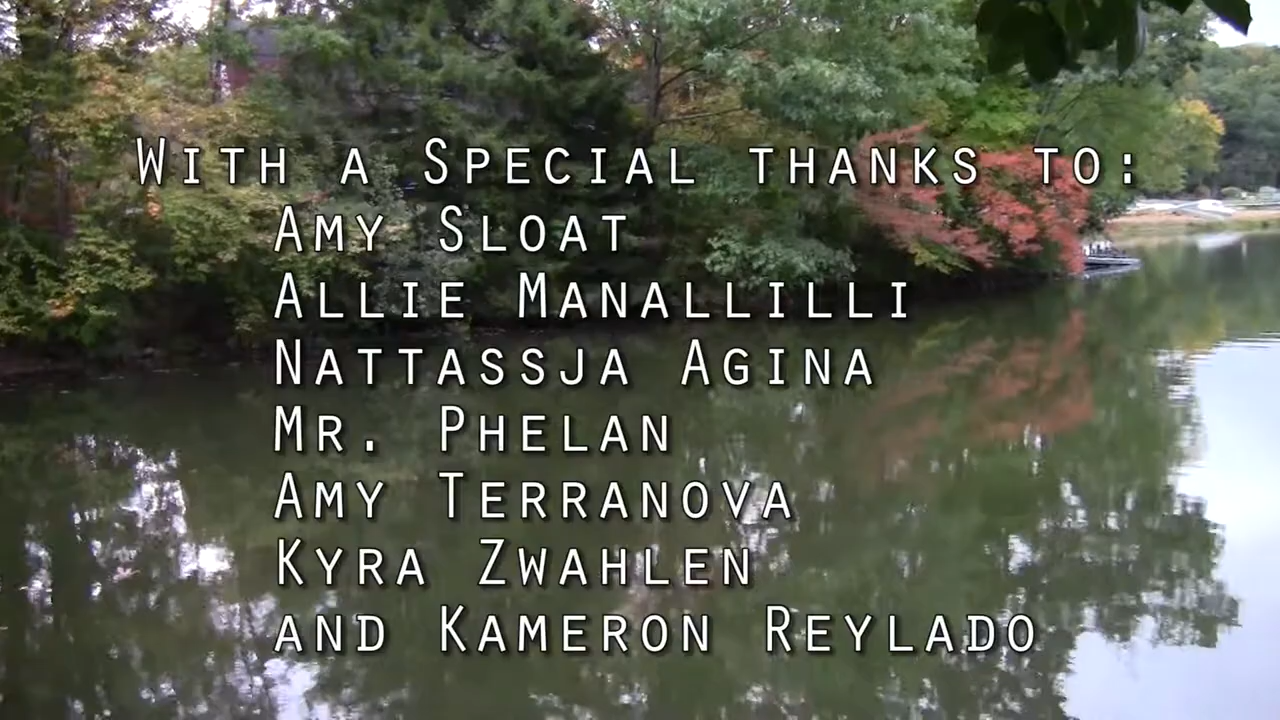 With a Special thanks to:
Amy Sloat
Allie Manallilli
Nattassja Agina
Mr. Phelan
Amy Terranova
Kyra Zwahlen
and Kameron Reylado